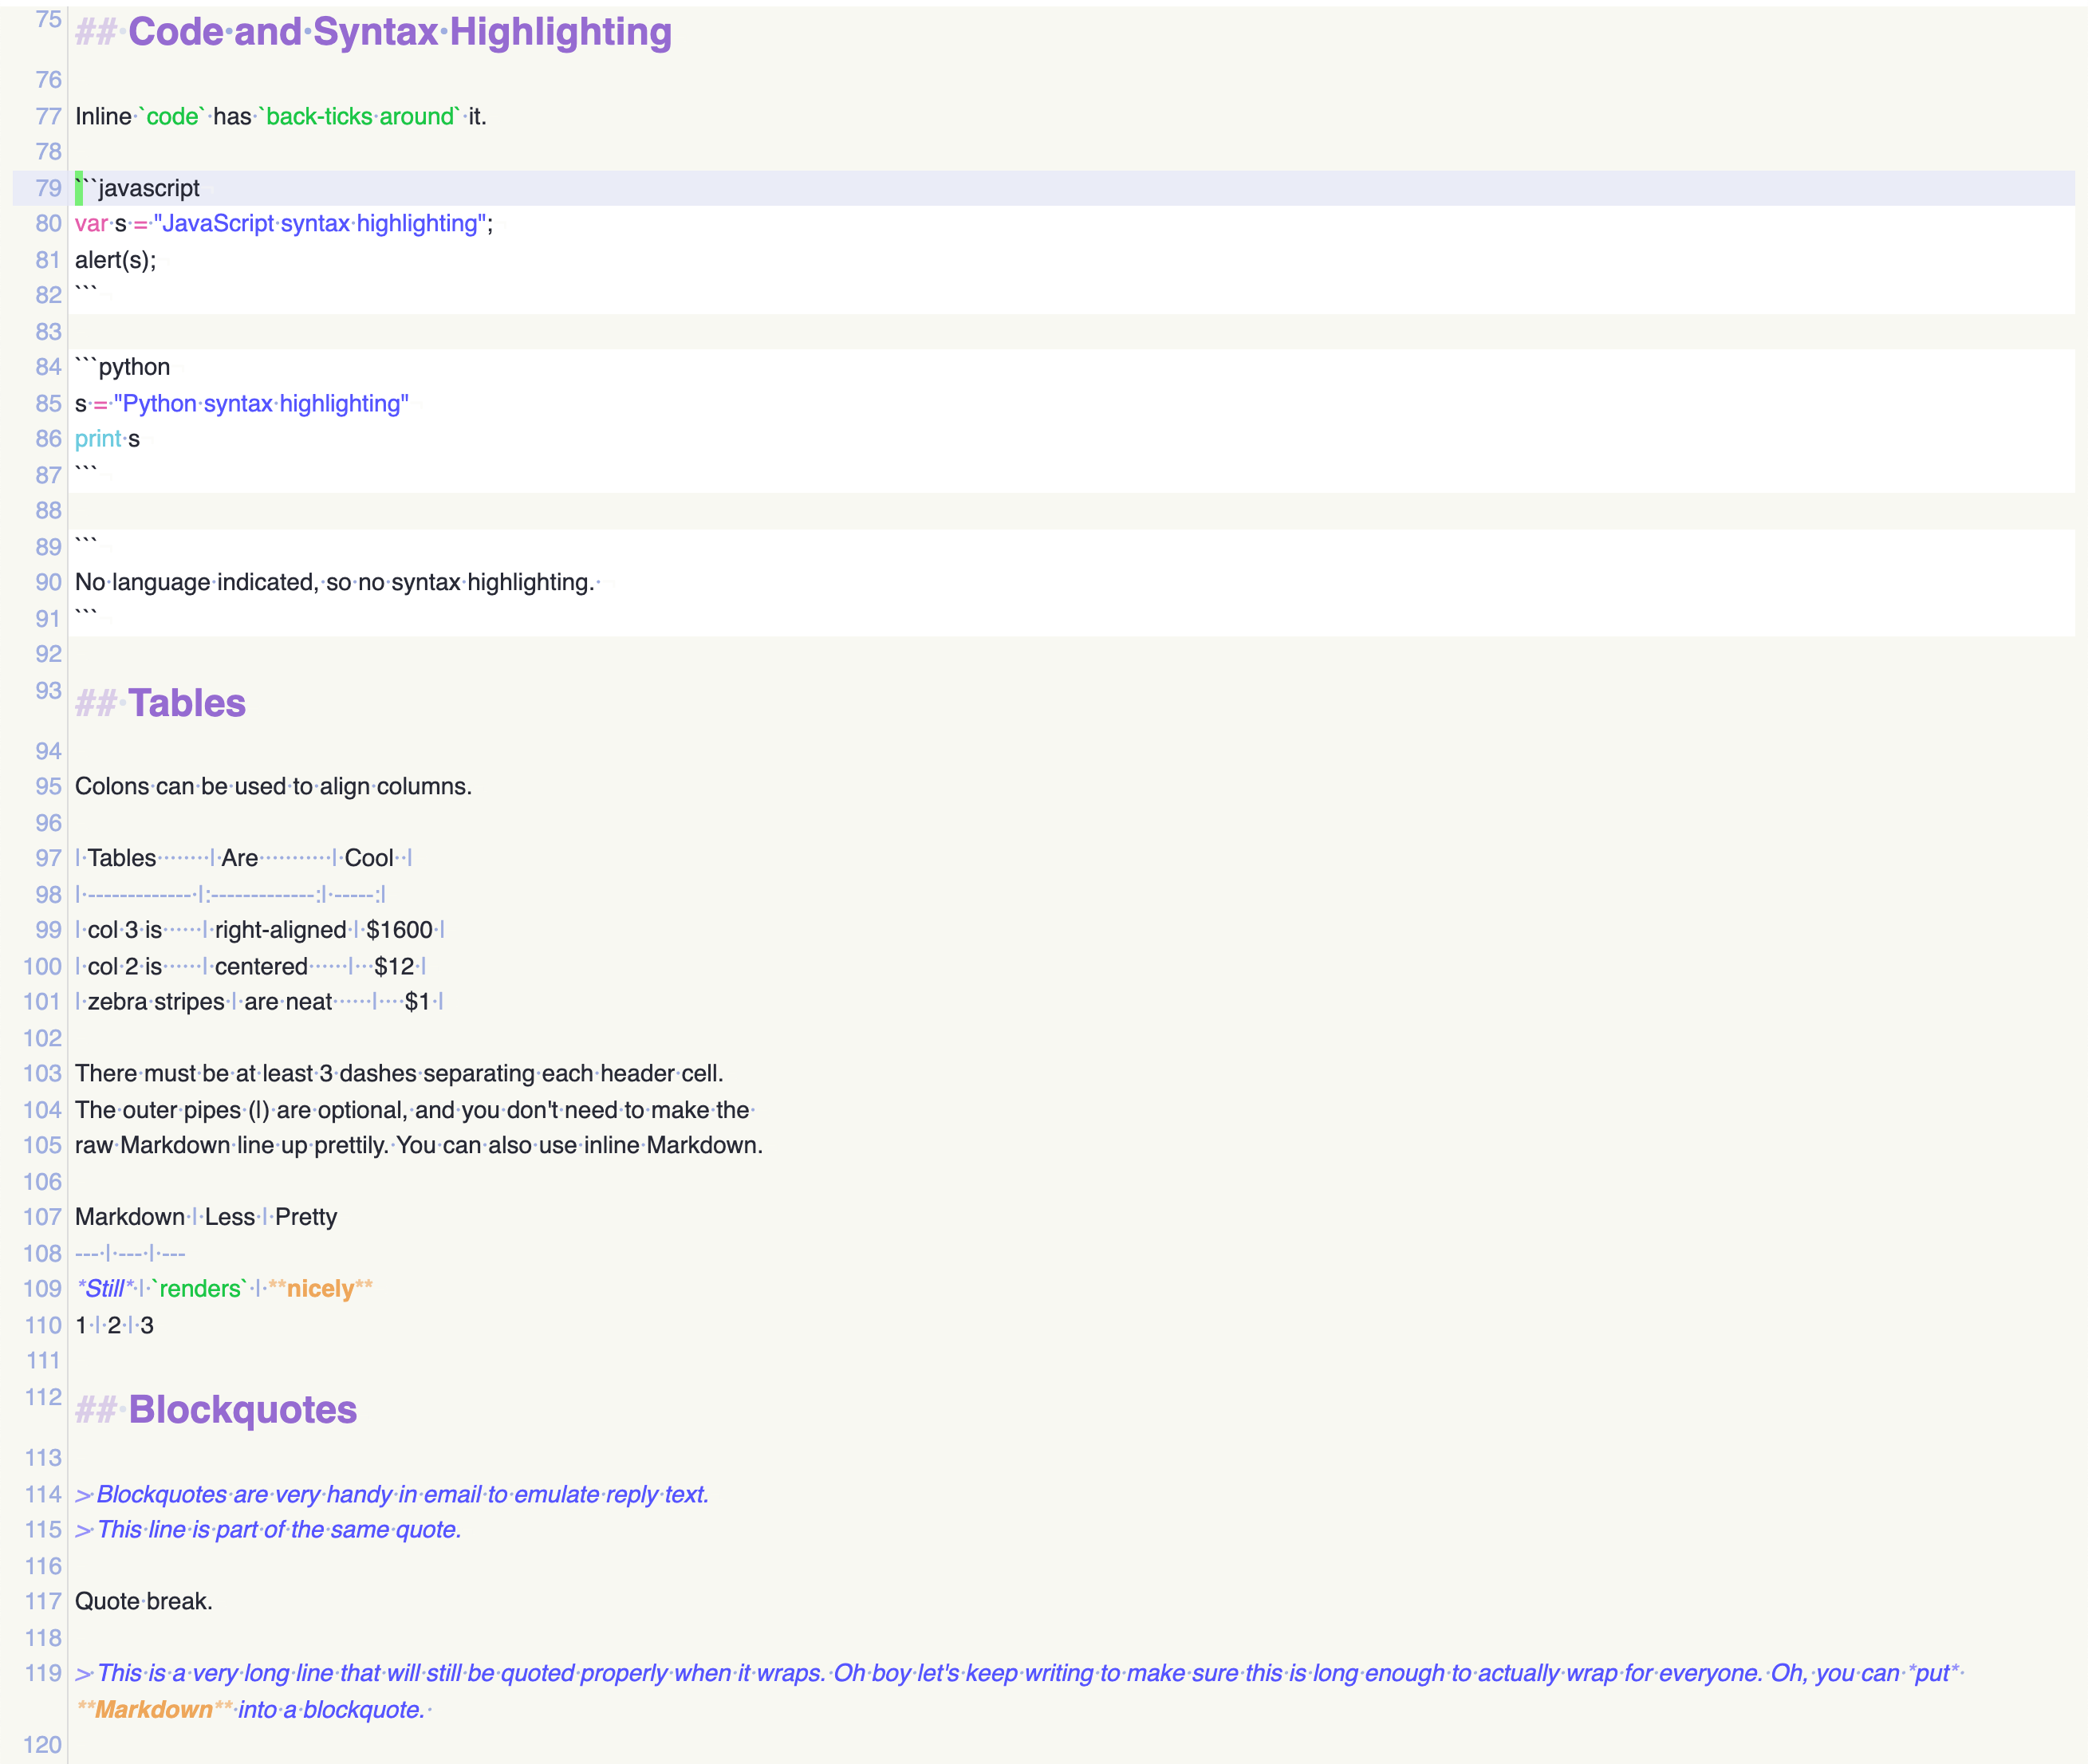 75 ## Code and Syntax Highlighting
76
77 Inline `code` has `back-ticks around` it.
78
79 ```javascript
80 var s = "JavaScript syntax highlighting";
81 alert(s);
82 ```
83
84 ```python
85 s = "Python syntax highlighting"
86 print s
87 ```
88
89 ```
90 No language indicated, so no syntax highlighting.
91 ```
92
93 ## Tables
94
95 Colons can be used to align columns.
96
97 | Tables        | Are           | Cool  |
98 | ------------- |:-------------:| -----:|
99 | col 3 is      | right-aligned | $1600 |
100 | col 2 is      | centered      |   $12 |
101 | zebra stripes | are neat      |    $1 |
102
103 There must be at least 3 dashes separating each header cell.
104 The outer pipes (|) are optional, and you don't need to make the
105 raw Markdown line up prettily. You can also use inline Markdown.
106
107 Markdown | Less | Pretty
108 --- | --- | ---
109 *Still* | `renders` | **nicely**
110 1 | 2 | 3
111
112 ## Blockquotes
113
114 > Blockquotes are very handy in email to emulate reply text.
115 > This line is part of the same quote.
116
117 Quote break.
118
119 > This is a very long line that will still be quoted properly when it wraps. Oh boy let's keep writing to make sure this is long enough to actually wrap for everyone. Oh, you can *put*
**Markdown** into a blockquote.
120